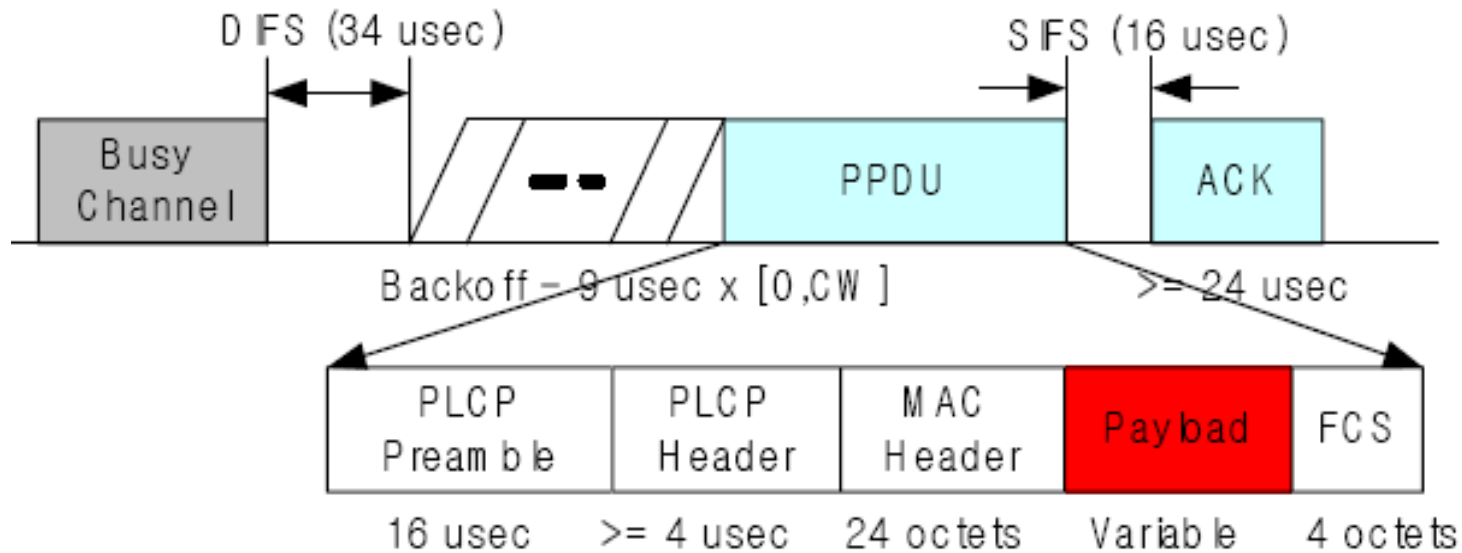 DIFS (34 usec)
SIFS (16 usec)
Busy
Channel
PPDU
ACK
Backoff - 9 usec x [0,CW]
>= 24 usec
PLCP
Preamble
PLCP
Header
MAC
Header
Payload
FCS
16 usec
>= 4 usec
24 octets
Variable
4 octets